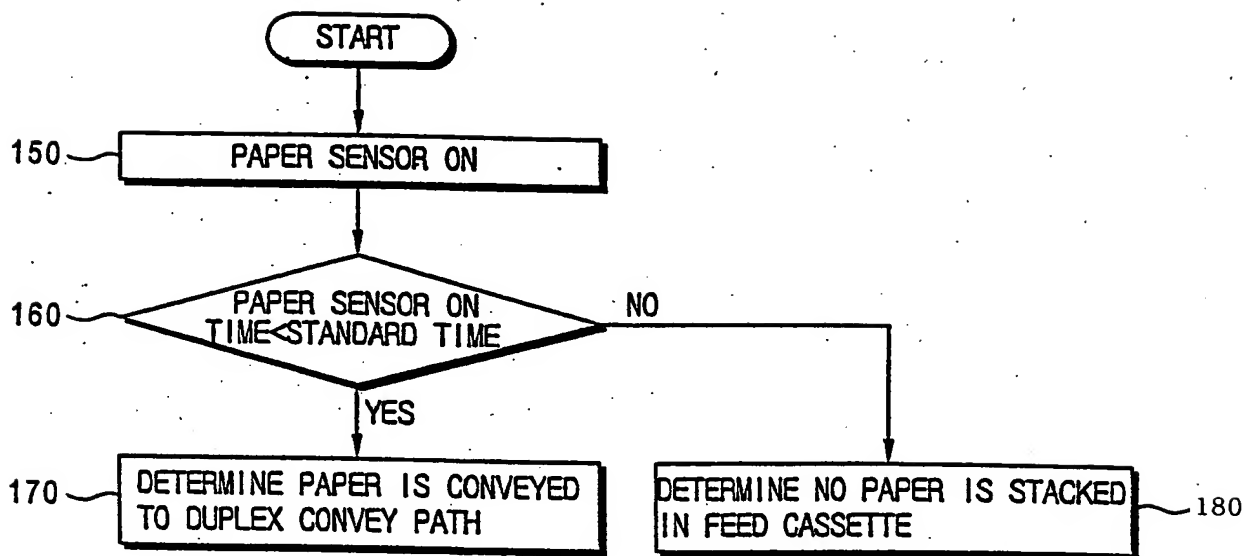 START
150
PAPER SENSOR ON
160
PAPER SENSOR ON
TIME<STANDARD TIME
NO
YES
170
DETERMINE PAPER IS CONVEYED
TO DUPLEX CONVEY PATH
DETERMINE NO PAPER IS STACKED
IN FEED CASSETTE
180